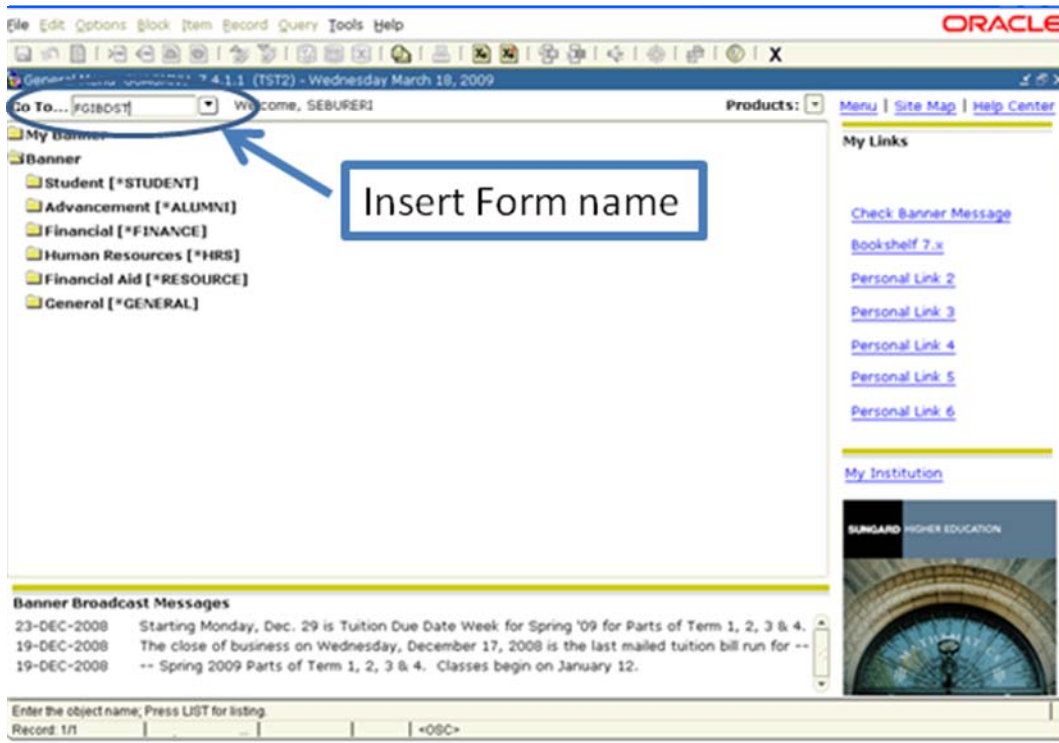 File Edit Options Block Item Record Query Tools Help
ORACLE
General Menu 7.4.1.1 (TST2) - Wednesday March 18, 2009
Go To... FGIBDST Welcome, SEBURERI Products: Menu | Site Map | Help Center
My Banner
Banner
Student [*STUDENT]
Advancement [*ALUMNI]
Financial [*FINANCE]
Human Resources [*HRS]
Financial Aid [*RESOURCE]
General [*GENERAL]
Insert Form name
My Links
Check Banner Message
Bookshelf 7.x
Personal Link 2
Personal Link 3
Personal Link 4
Personal Link 5
Personal Link 6
My Institution
SUNGARD HIGHER EDUCATION
Banner Broadcast Messages
23-DEC-2008 Starting Monday, Dec. 29 is Tuition Due Date Week for Spring '09 for Parts of Term 1, 2, 3 & 4.
19-DEC-2008 The close of business on Wednesday, December 17, 2008 is the last mailed tuition bill run for --
19-DEC-2008 -- Spring 2009 Parts of Term 1, 2, 3 & 4. Classes begin on January 12.
Enter the object name; Press LIST for listing.
Record: 1/1 ... <OSC>